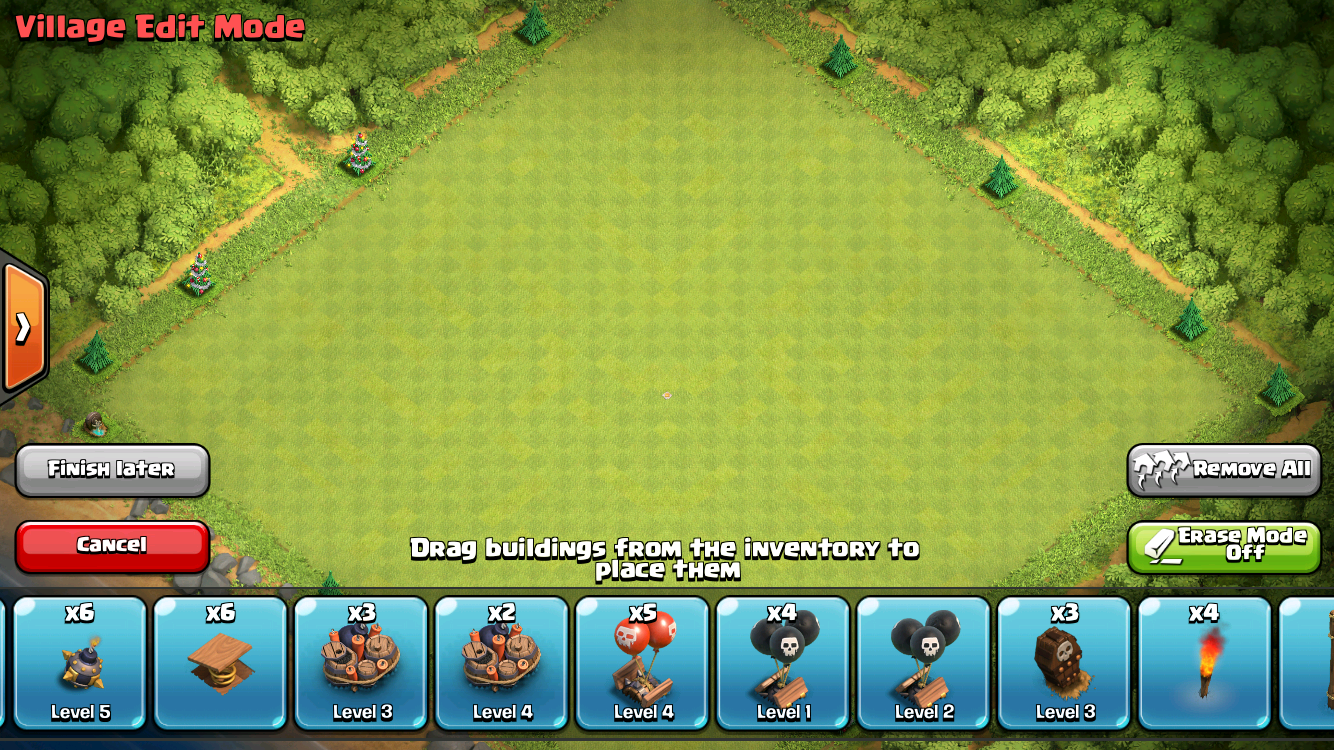 Village Edit Mode
Finish later
Remove All
Cancel
Erase Mode
Off
Drag buildings from the inventory to
place them
x6
x6
x3
x2
x5
x4
x3
x4
Level 5
Level 3
Level 4
Level 4
Level 1
Level 2
Level 3